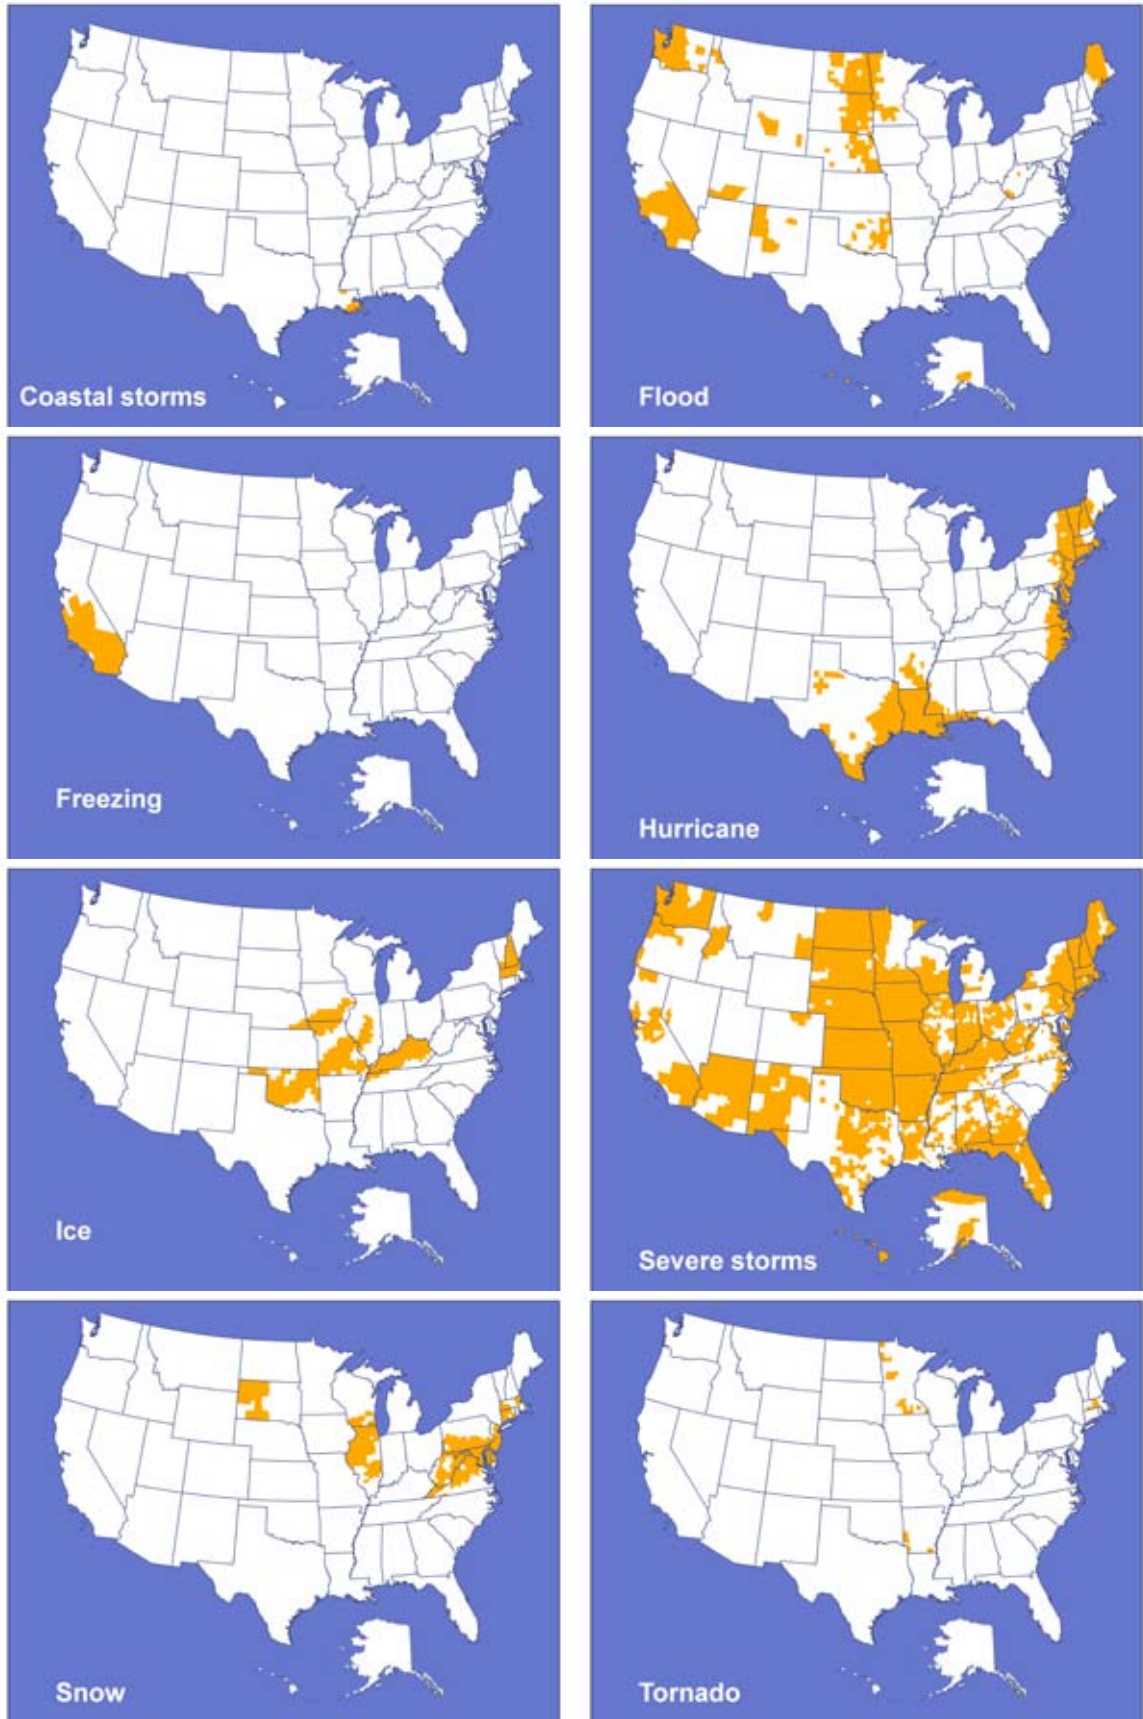 Coastal storms
Flood
Freezing
Hurricane
Ice
Severe storms
Snow
Tornado